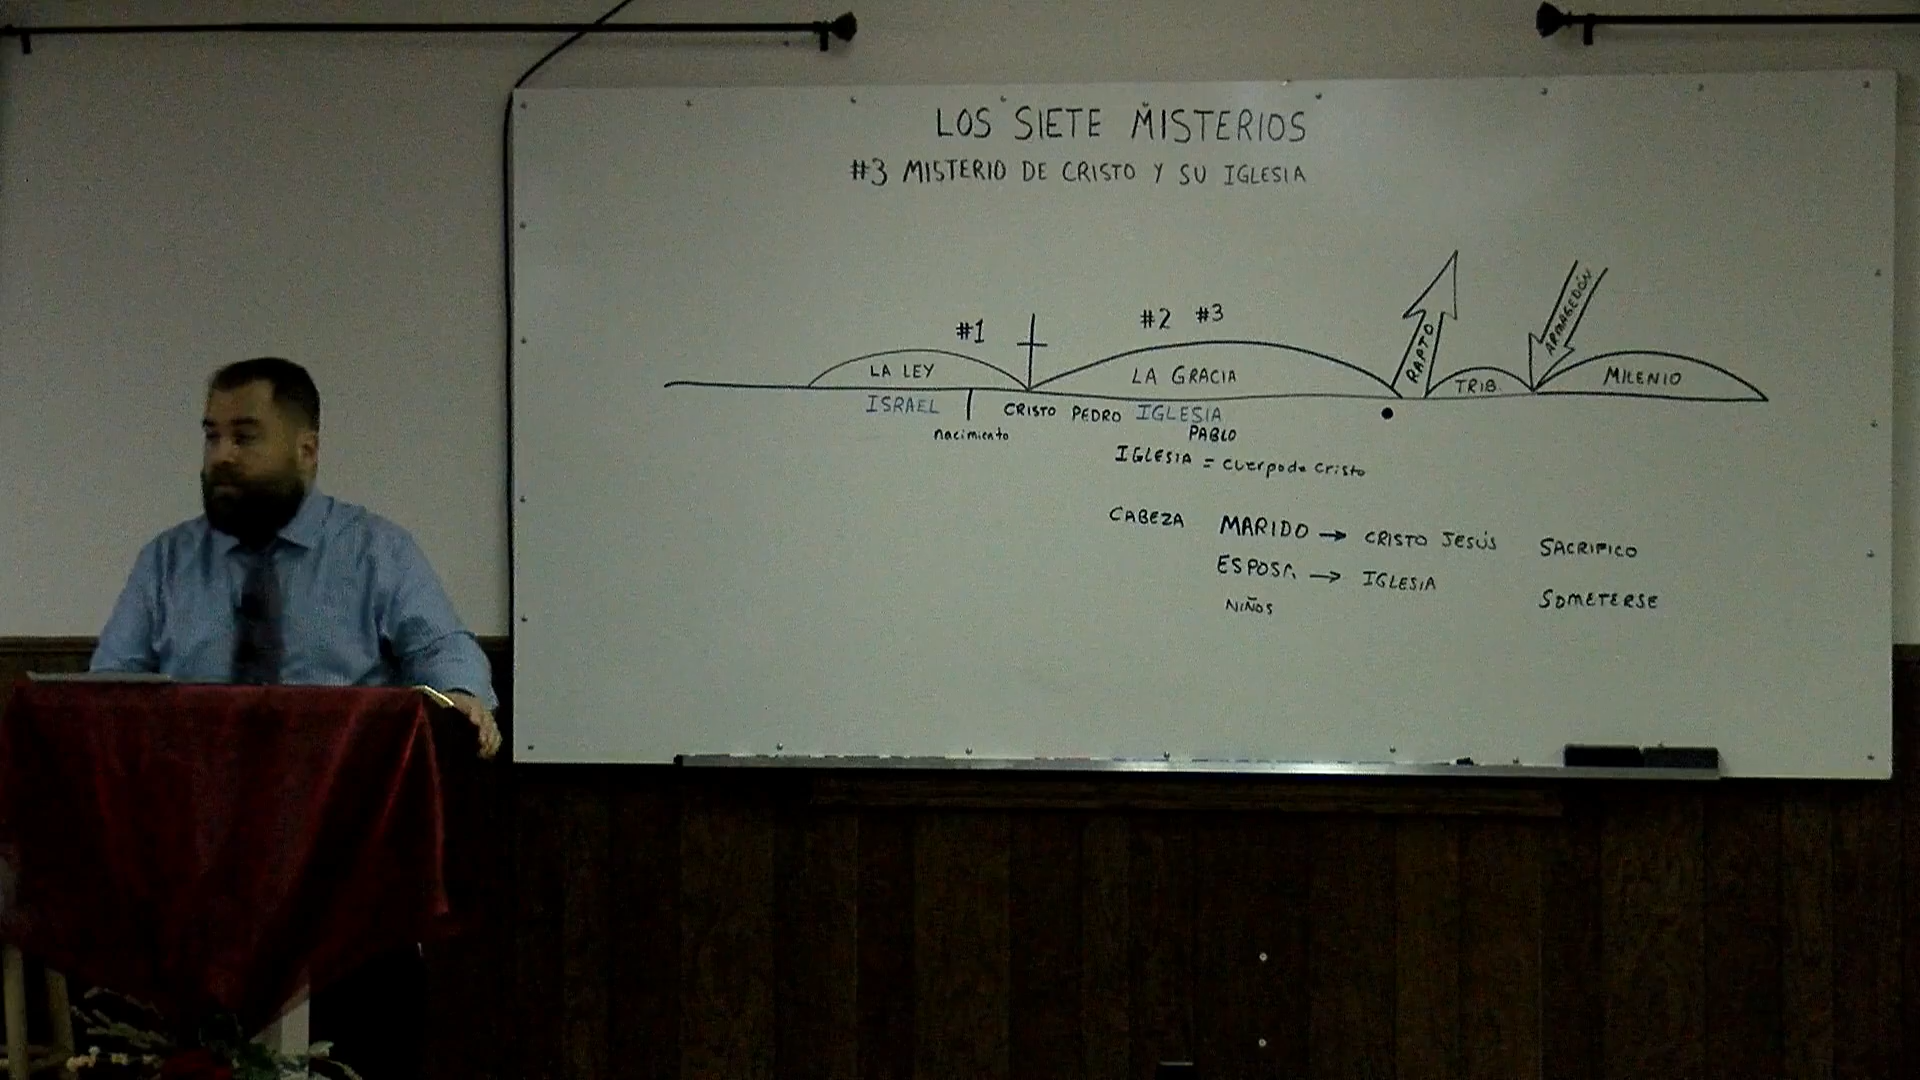 LOS SIETE MISTERIOS
#3 MISTERIO DE CRISTO Y SU IGLESIA
#1 #2 #3
LA LEY LA GRACIA RAPTO TRIB. ARMAGEDÓN MILENIO
ISRAEL CRISTO PEDRO IGLESIA
nacimiento PABLO
IGLESIA = cuerpo de Cristo
CABEZA MARIDO → CRISTO JESÚS SACRIFICO
ESPOSA → IGLESIA SOMETERSE
NIÑOS